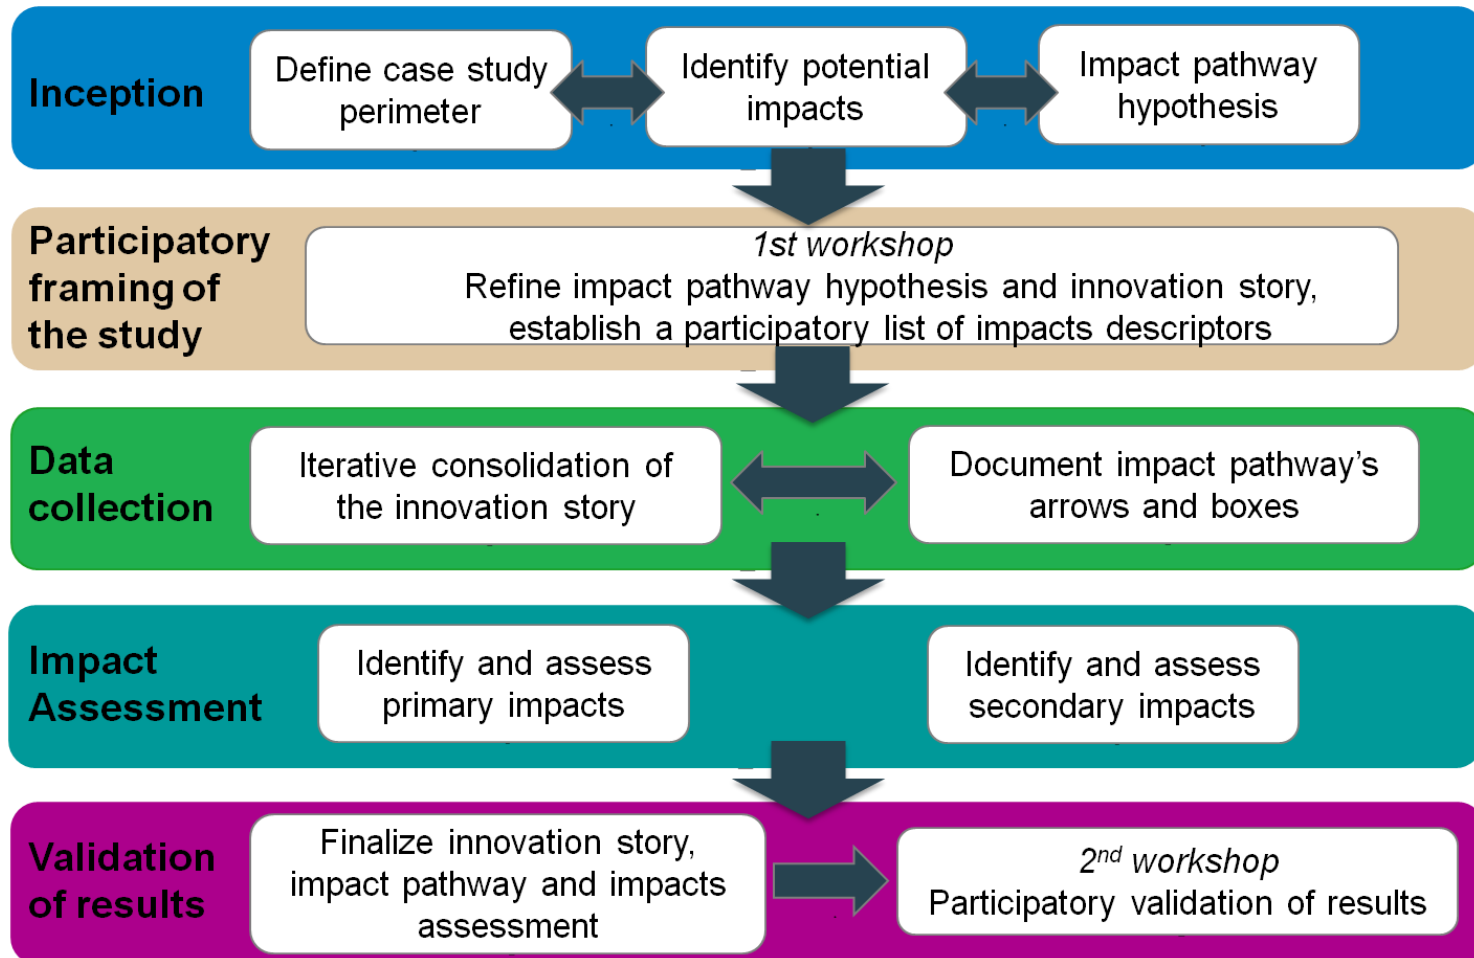 Inception
Define case study
perimeter
Identify potential
impacts
Impact pathway
hypothesis
Participatory
framing of
the study
1st workshop
Refine impact pathway hypothesis and innovation story,
establish a participatory list of impacts descriptors
Data
collection
Iterative consolidation of
the innovation story
Document impact pathway’s
arrows and boxes
Impact
Assessment
Identify and assess
primary impacts
Identify and assess
secondary impacts
Validation
of results
Finalize innovation story,
impact pathway and impacts
assessment
2nd workshop
Participatory validation of results